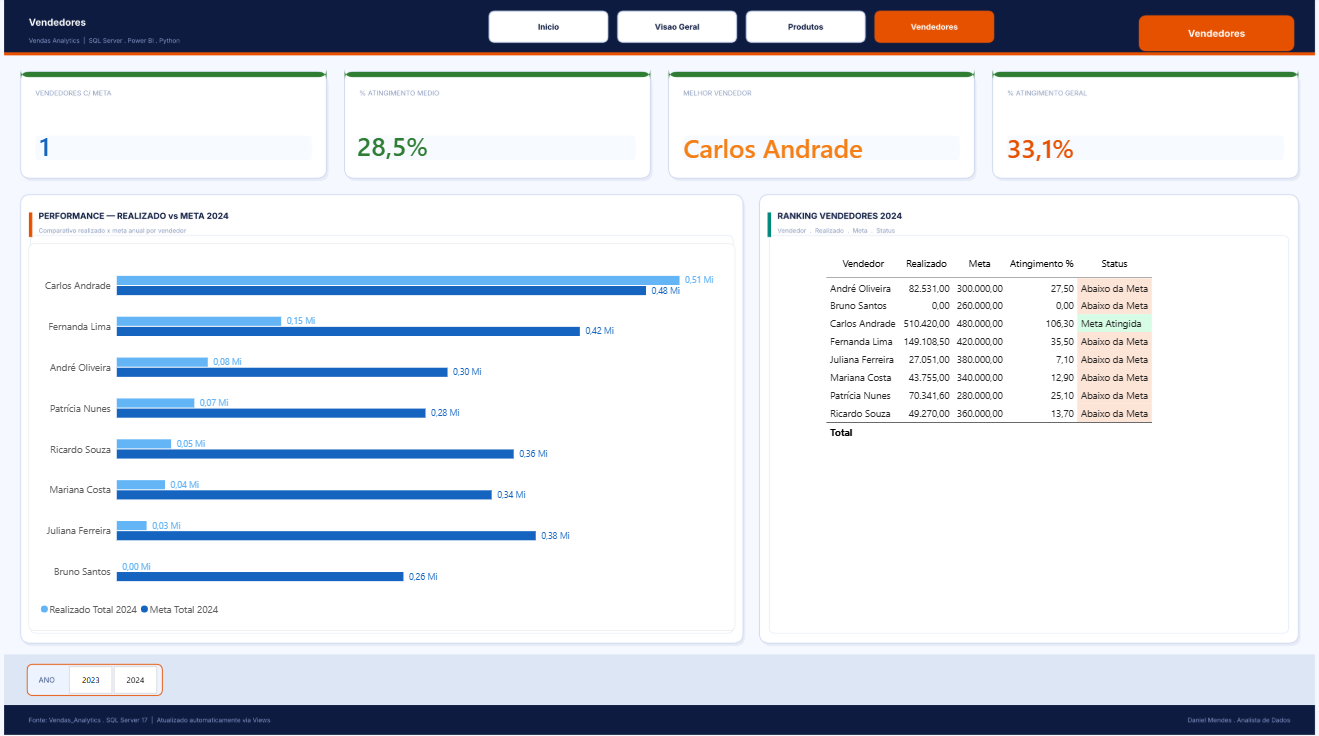 Vendedores
Vendas Analytics | SQL Server . Power BI . Python
Inicio
Visao Geral
Produtos
Vendedores
Vendedores
VENDEDORES C/ META
1
% ATINGIMENTO MEDIO
28,5%
MELHOR VENDEDOR
Carlos Andrade
% ATINGIMENTO GERAL
33,1%
PERFORMANCE — REALIZADO vs META 2024
Comparativo realizado x meta anual por vendedor
Carlos Andrade 0,51 Mi
0,48 Mi
Fernanda Lima 0,15 Mi
0,42 Mi
André Oliveira 0,08 Mi
0,30 Mi
Patrícia Nunes 0,07 Mi
0,28 Mi
Ricardo Souza 0,05 Mi
0,36 Mi
Mariana Costa 0,04 Mi
0,34 Mi
Juliana Ferreira 0,03 Mi
0,38 Mi
Bruno Santos 0,00 Mi
0,26 Mi
Realizado Total 2024 Meta Total 2024
RANKING VENDEDORES 2024
Vendedor . Realizado . Meta . Status
Vendedor Realizado Meta Atingimento % Status
André Oliveira 82.531,00 300.000,00 27,50 Abaixo da Meta
Bruno Santos 0,00 260.000,00 0,00 Abaixo da Meta
Carlos Andrade 510.420,00 480.000,00 106,30 Meta Atingida
Fernanda Lima 149.108,50 420.000,00 35,50 Abaixo da Meta
Juliana Ferreira 27.051,00 380.000,00 7,10 Abaixo da Meta
Mariana Costa 43.755,00 340.000,00 12,90 Abaixo da Meta
Patrícia Nunes 70.341,60 280.000,00 25,10 Abaixo da Meta
Ricardo Souza 49.270,00 360.000,00 13,70 Abaixo da Meta
Total
ANO 2023 2024
Fonte: Vendas_Analytics . SQL Server 17 | Atualizado automaticamente via Views
Daniel Mendes . Analista de Dados